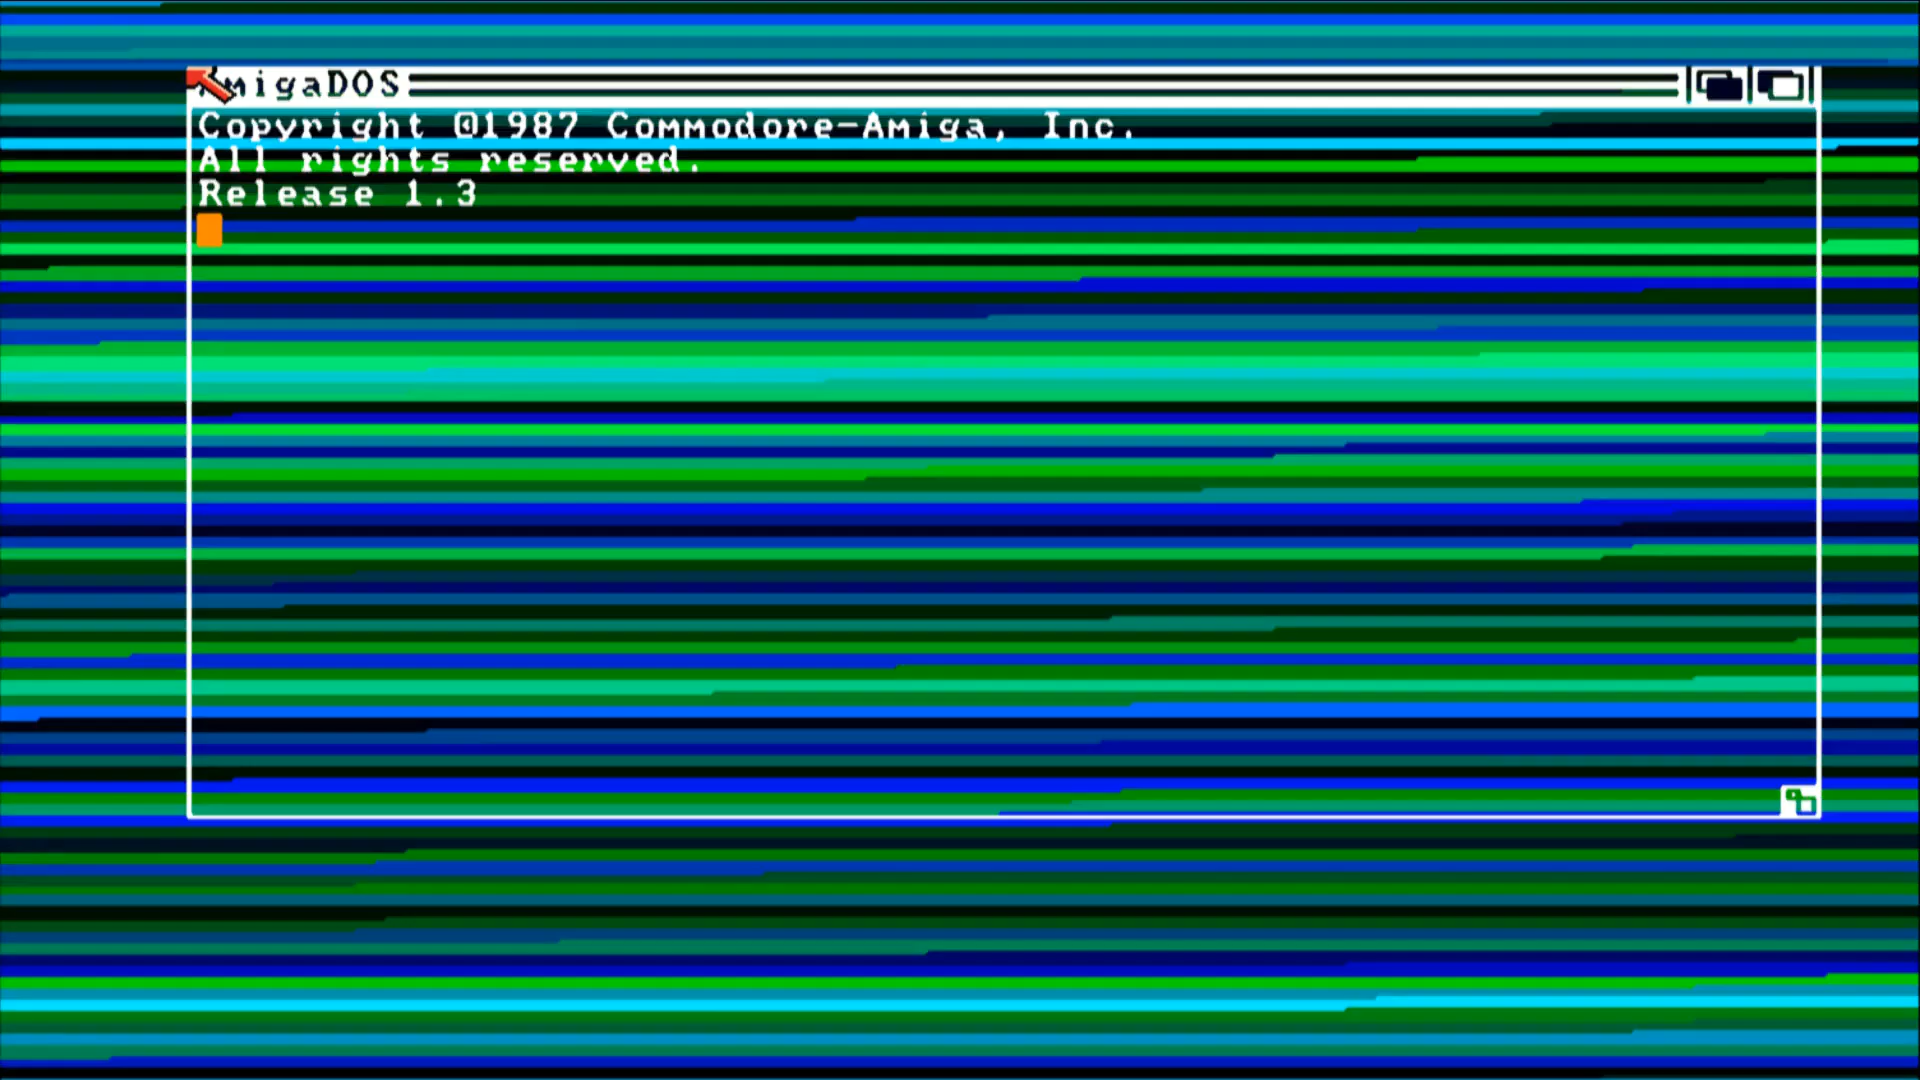 AmigaDOS
Copyright ©1987 Commodore-Amiga, Inc.
All rights reserved.
Release 1.3